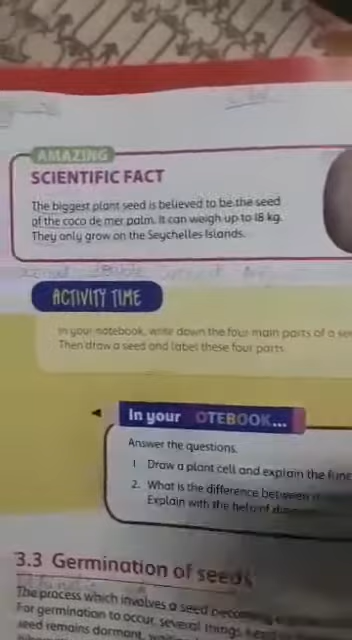 AMAZING
SCIENTIFIC FACT
The biggest plant seed is believed to be the seed
of the coco de mer palm. It can weigh up to 18 kg.
They only grow on the Seychelles Islands.
ACTIVITY TIME
In your notebook, write down the four main parts of a se
Then draw a seed and label these four parts.
In your OTEBOOK...
Answer the questions.
1 Draw a plant cell and explain the func
2. What is the difference between
Explain with the help of
3.3 Germination of seeds
The process which involves a seed becoming
For germination to occur, several things
seed remains dormant,